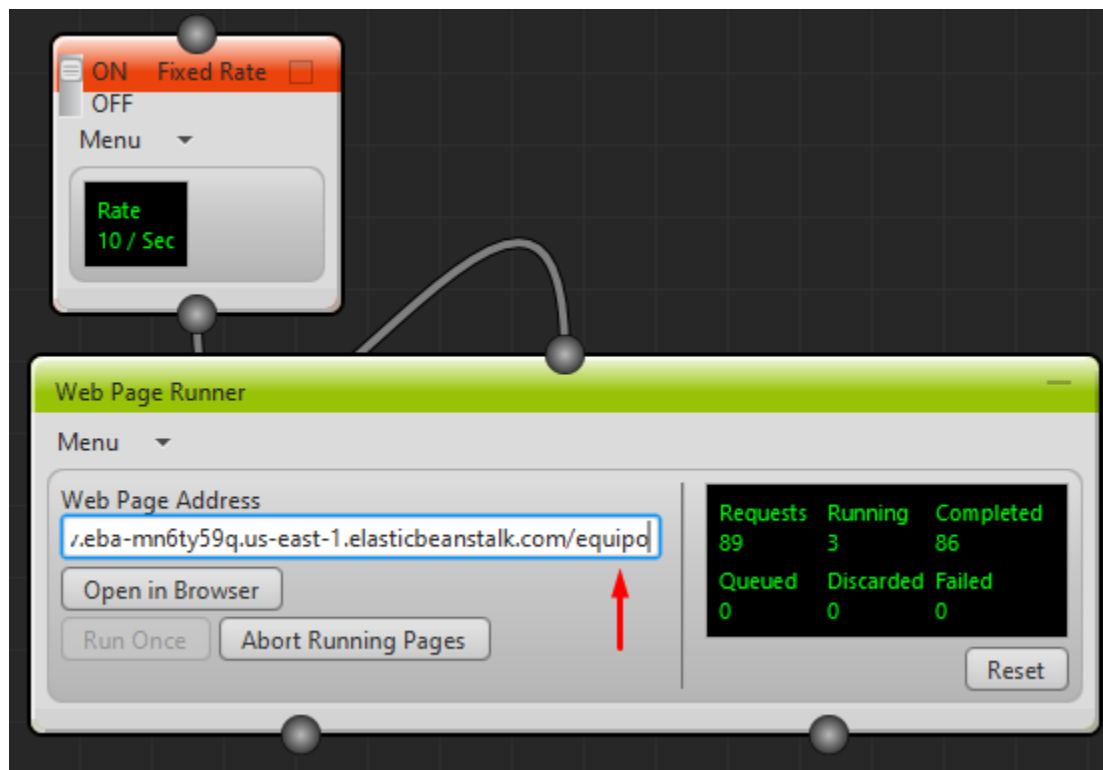 ON Fixed Rate
OFF
Menu
Rate
10 / Sec
Web Page Runner
Menu
Web Page Address
.eba-mn6ty59q.us-east-1.elasticbeanstalk.com/equipo
Open in Browser
Run Once Abort Running Pages
Requests Running Completed
89 3 86
Queued Discarded Failed
0 0 0
Reset